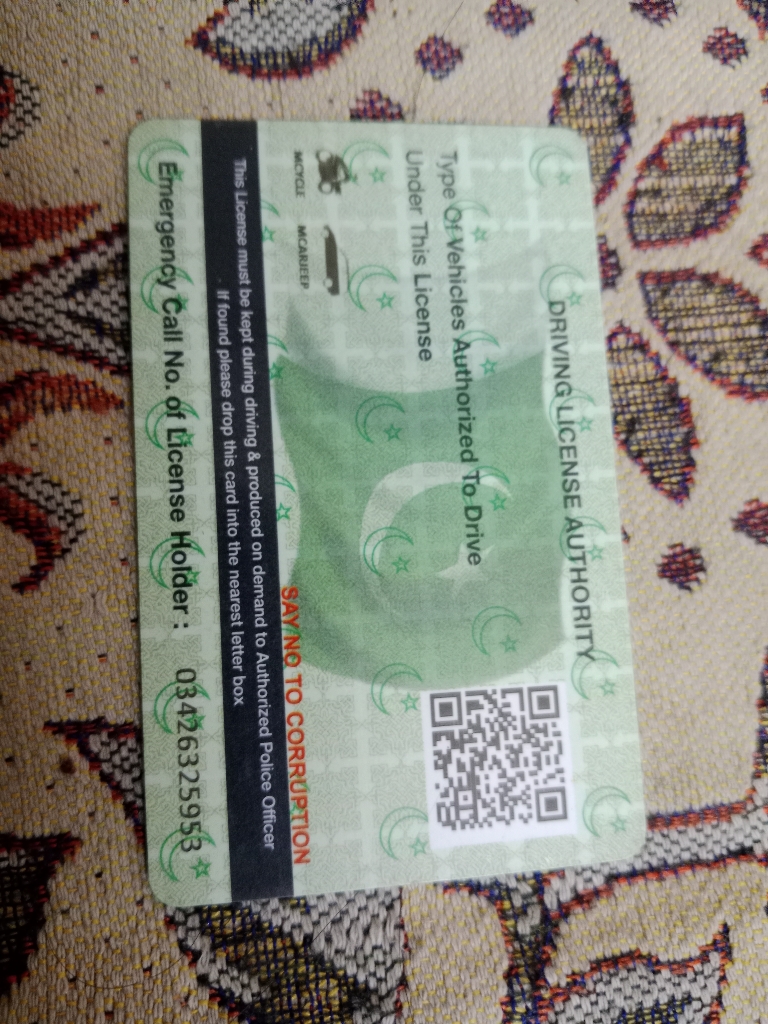 DRIVING LICENSE AUTHORITY
Type Of Vehicles Authorized To Drive
Under This License
MCYCLE MCARJEEP
SAY NO TO CORRUPTION
This License must be kept during driving & produced on demand to Authorized Police Officer
If found please drop this card into the nearest letter box
Emergency Call No. of License Holder : 03426325953